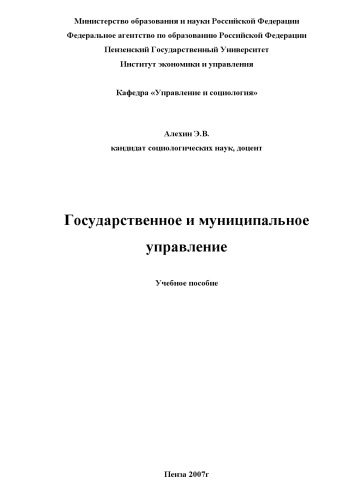 Министерство образования и науки Российской Федерации
Федеральное агентство по образованию Российской Федерации
Пензенский Государственный Университет
Институт экономики и управления
Кафедра «Управление и социология»
Алехин Э.В.
кандидат социологических наук, доцент
Государственное и муниципальное
управление
Учебное пособие
Пенза 2007г